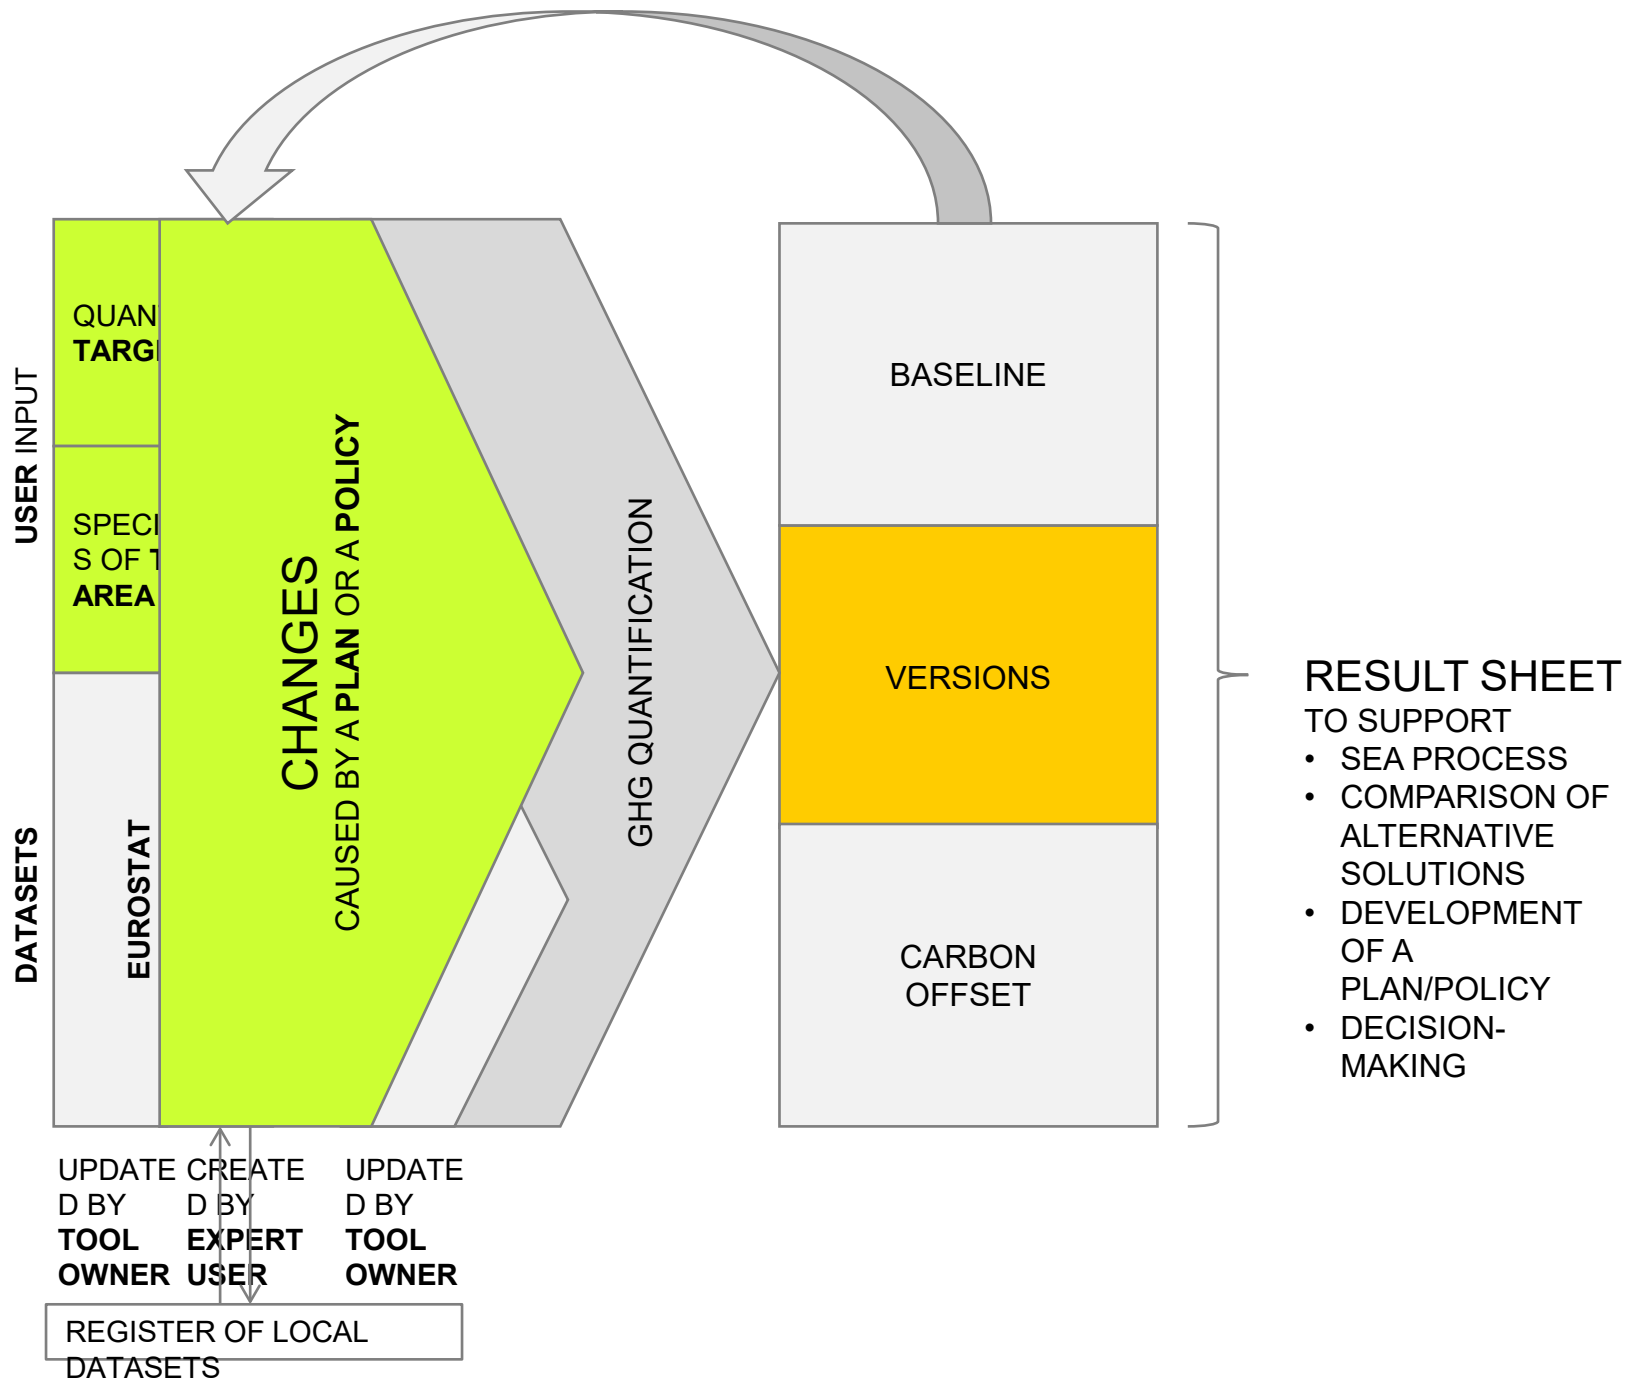 USER INPUT
DATASETS
QUAN
TARG
SPECI
S OF
AREA
EUROSTAT
CHANGES
CAUSED BY A PLAN OR A POLICY
GHG QUANTIFICATION
BASELINE
VERSIONS
CARBON
OFFSET
RESULT SHEET
TO SUPPORT
• SEA PROCESS
• COMPARISON OF
ALTERNATIVE
SOLUTIONS
• DEVELOPMENT
OF A
PLAN/POLICY
• DECISION-
MAKING
UPDATE
D BY
TOOL
OWNER
CREATE
D BY
EXPERT
USER
UPDATE
D BY
TOOL
OWNER
REGISTER OF LOCAL
DATASETS